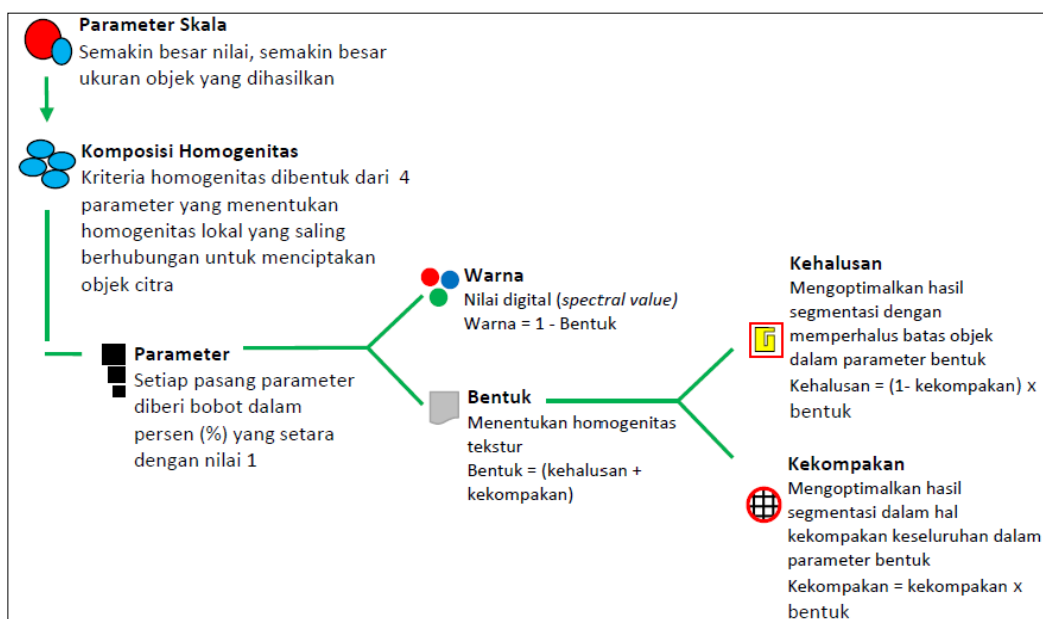 Parameter Skala
Semakin besar nilai, semakin besar
ukuran objek yang dihasilkan
Komposisi Homogenitas
Kriteria homogenitas dibentuk dari 4
parameter yang menentukan
homogenitas lokal yang saling
berhubungan untuk menciptakan
objek citra
Parameter
Setiap pasang parameter
diberi bobot dalam
persen (%) yang setara
dengan nilai 1
Warna
Nilai digital (spectral value)
Warna = 1 - Bentuk
Bentuk
Menentukan homogenitas
tekstur
Bentuk = (kehalusan +
kekompakan)
Kehalusan
Mengoptimalkan hasil
segmentasi dengan
memperhalus batas objek
dalam parameter bentuk
Kehalusan = (1- kekompakan) x
bentuk
Kekompakan
Mengoptimalkan hasil
segmentasi dalam hal
kekompakan keseluruhan dalam
parameter bentuk
Kekompakan = kekompakan x
bentuk